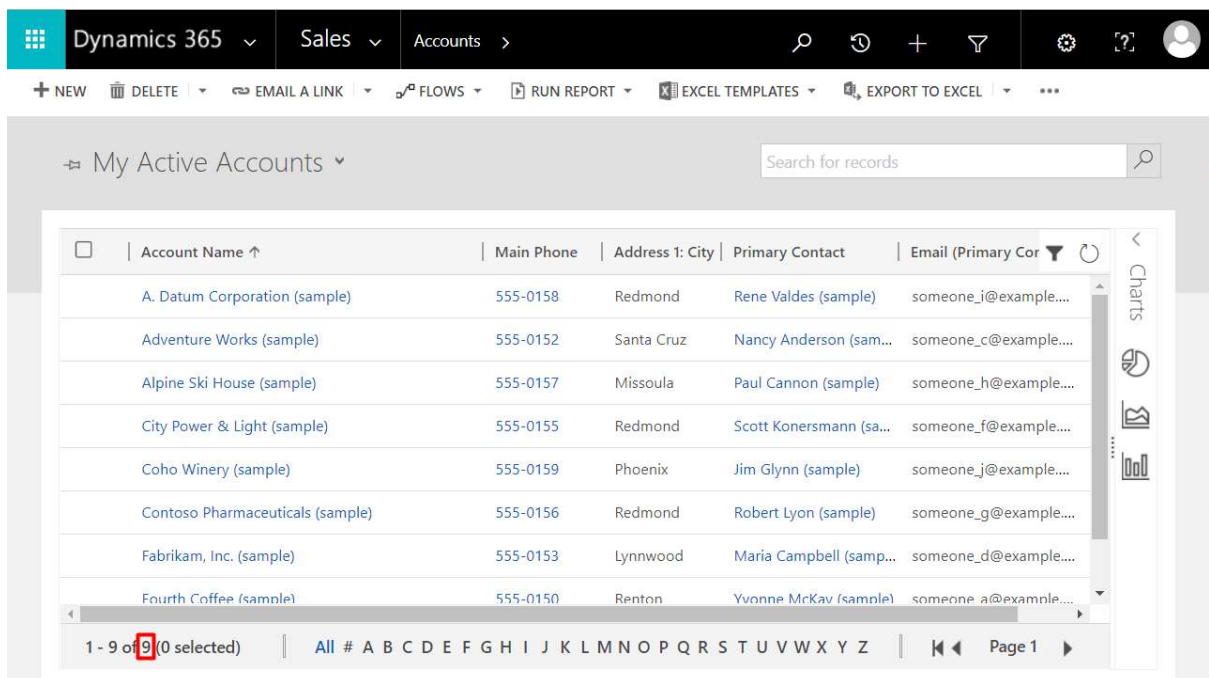 Dynamics 365 Sales Accounts
NEW DELETE EMAIL A LINK FLOWS RUN REPORT EXCEL TEMPLATES EXPORT TO EXCEL
My Active Accounts Search for records
Account Name Main Phone Address 1: City Primary Contact Email (Primary Cor
Charts
A. Datum Corporation (sample) 555-0158 Redmond Rene Valdes (sample) someone_i@example....
Adventure Works (sample) 555-0152 Santa Cruz Nancy Anderson (sam... someone_c@example....
Alpine Ski House (sample) 555-0157 Missoula Paul Cannon (sample) someone_h@example....
City Power & Light (sample) 555-0155 Redmond Scott Konersmann (sa... someone_f@example....
Coho Winery (sample) 555-0159 Phoenix Jim Glynn (sample) someone_j@example....
Contoso Pharmaceuticals (sample) 555-0156 Redmond Robert Lyon (sample) someone_g@example....
Fabrikam, Inc. (sample) 555-0153 Lynnwood Maria Campbell (samp... someone_d@example....
Fourth Coffee (sample) 555-0150 Renton Yvonne McKay (sample) someone_a@example....
1 - 9 of 9 (0 selected) All # A B C D E F G H I J K L M N O P Q R S T U V W X Y Z Page 1